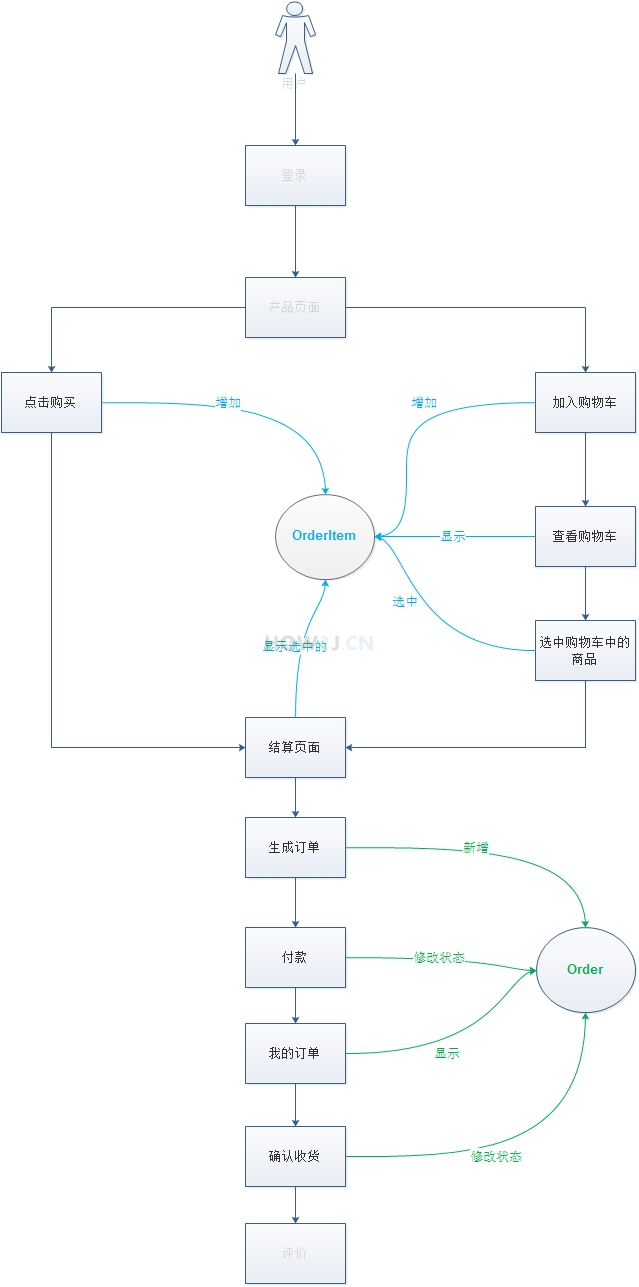 用户
登录
产品页面
点击购买
增加
增加
加入购物车
OrderItem
显示
查看购物车
选中
选中购物车中的
商品
HOW2J.CN
显示选中的
结算页面
生成订单
新增
付款
修改状态
Order
我的订单
显示
确认收货
修改状态
评价